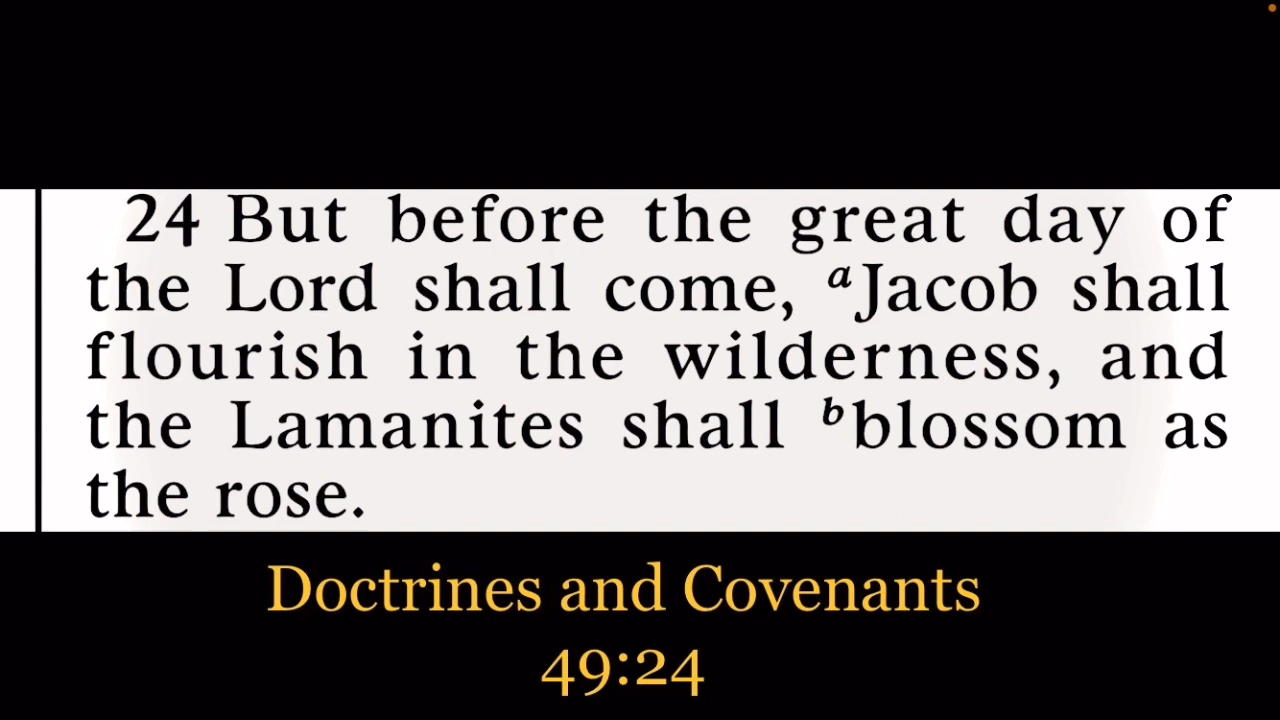 24 But before the great day of
the Lord shall come, ᵃJacob shall
flourish in the wilderness, and
the Lamanites shall ᵇblossom as
the rose.
Doctrines and Covenants
49:24